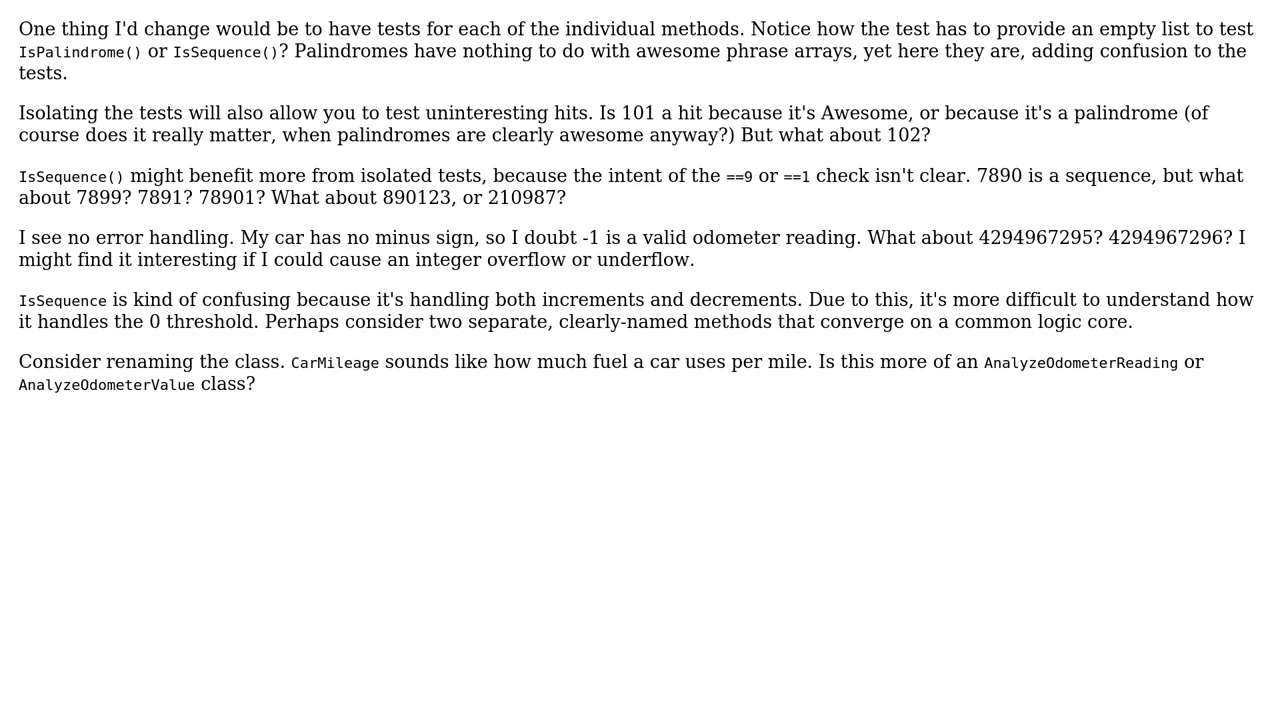 One thing I'd change would be to have tests for each of the individual methods. Notice how the test has to provide an empty list to test
IsPalindrome() or IsSequence()? Palindromes have nothing to do with awesome phrase arrays, yet here they are, adding confusion to the
tests.
Isolating the tests will also allow you to test uninteresting hits. Is 101 a hit because it's Awesome, or because it's a palindrome (of
course does it really matter, when palindromes are clearly awesome anyway?) But what about 102?
IsSequence() might benefit more from isolated tests, because the intent of the ==9 or ==1 check isn't clear. 7890 is a sequence, but what
about 7899? 7891? 78901? What about 890123, or 210987?
I see no error handling. My car has no minus sign, so I doubt -1 is a valid odometer reading. What about 4294967295? 4294967296? I
might find it interesting if I could cause an integer overflow or underflow.
IsSequence is kind of confusing because it's handling both increments and decrements. Due to this, it's more difficult to understand how
it handles the 0 threshold. Perhaps consider two separate, clearly-named methods that converge on a common logic core.
Consider renaming the class. CarMileage sounds like how much fuel a car uses per mile. Is this more of an AnalyzeOdometerReading or
AnalyzeOdometerValue class?